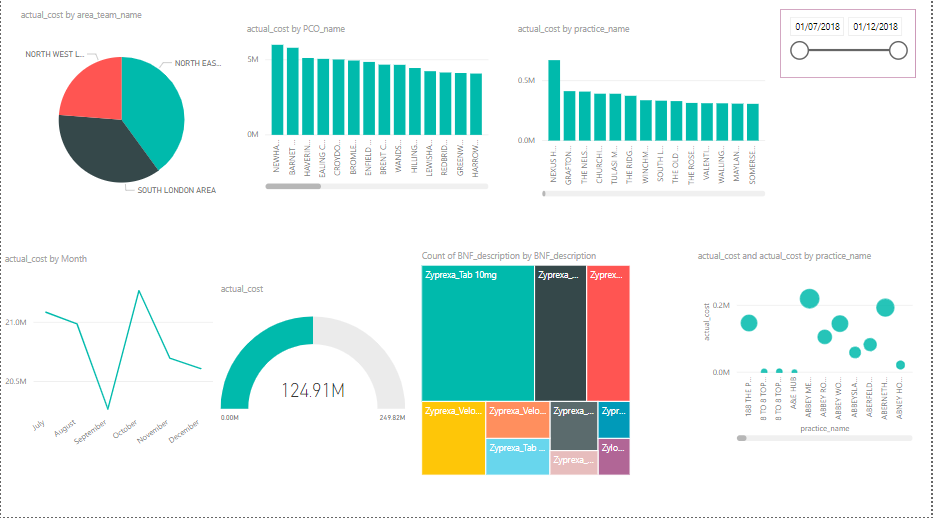 actual_cost by area_team_name
NORTH WEST L...
NORTH EAS...
SOUTH LONDON AREA
actual_cost by PCO_name
5M
0M
NEWHA...
BARNET ...
HAVERIN...
EALING C...
CROYDO...
BROMLE...
ENFIELD ...
BRENT C...
WANDS...
HILLING...
LEWISHA...
REDBRID...
GREENW...
HARROW...
actual_cost by practice_name
0.5M
0.0M
NEXUS H...
GRAFTON...
THE NELS...
CHURCHI...
TULASI M...
THE RIDG...
WINCHM...
SOUTH L...
THE OLD ...
THE ROSE...
VALENTI...
WALLING...
MAYLAN...
SOMERSE...
01/07/2018 01/12/2018
actual_cost by Month
21.0M
20.5M
July
August
September
October
November
December
actual_cost
124.91M
0.00M 249.82M
Count of BNF_description by BNF_description
Zyprexa_Tab 10mg
Zyprexa_...
Zyprex...
Zyprexa_Velo...
Zyprexa_Velo...
Zyprexa_...
Zypr...
Zyprexa_Tab ...
Zyprexa_...
Zylo...
actual_cost and actual_cost by practice_name
actual_cost
0.2M
0.0M
188 THE P...
8 TO 8 TOP...
8 TO 8 TOP...
A&E HUB
ABBEY ME...
ABBEY RO...
ABBEY WO...
ABBEYSLA...
ABERFELD...
ABERNETH...
ABNEY HO...
practice_name